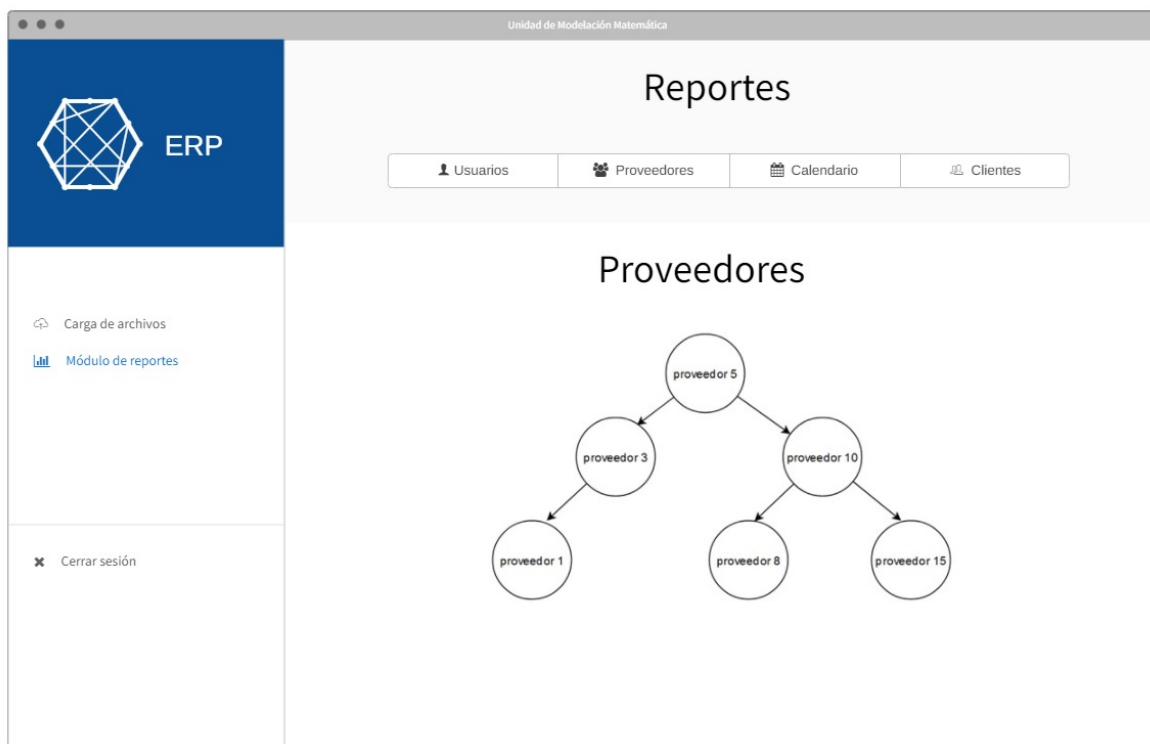 Unidad de Modelación Matemática
ERP
Reportes
Usuarios
Proveedores
Calendario
Clientes
Carga de archivos
Módulo de reportes
Cerrar sesión
Proveedores
proveedor 5
proveedor 3
proveedor 10
proveedor 1
proveedor 8
proveedor 15